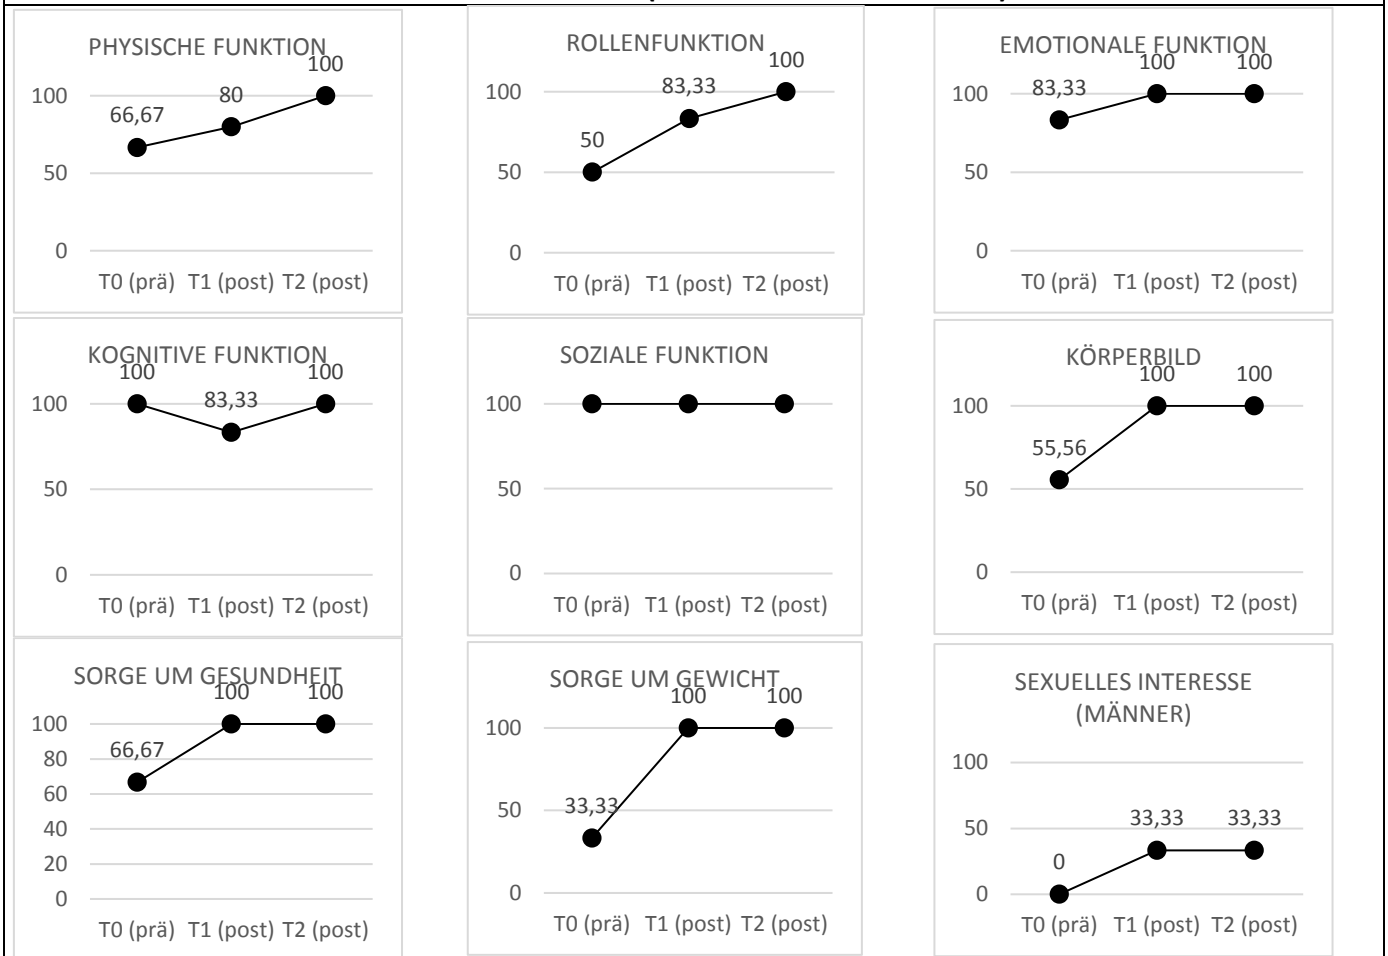 PHYSISCHE FUNKTION
100
80
66,67
100
50
0
T0 (prä) T1 (post) T2 (post)
ROLLENFUNKTION
100
83,33
50
100
50
0
T0 (prä) T1 (post) T2 (post)
EMOTIONALE FUNKTION
83,33
100
100
100
50
0
T0 (prä) T1 (post) T2 (post)
KOGNITIVE FUNKTION
100
83,33
100
100
50
0
T0 (prä) T1 (post) T2 (post)
SOZIALE FUNKTION
100
50
0
T0 (prä) T1 (post) T2 (post)
KÖRPERBILD
55,56
100
100
100
50
0
T0 (prä) T1 (post) T2 (post)
SORGE UM GESUNDHEIT
66,67
100
100
100
80
60
40
20
0
T0 (prä) T1 (post) T2 (post)
SORGE UM GEWICHT
33,33
100
100
100
50
0
T0 (prä) T1 (post) T2 (post)
SEXUELLES INTERESSE
(MÄNNER)
0
33,33
33,33
100
50
0
T0 (prä) T1 (post) T2 (post)